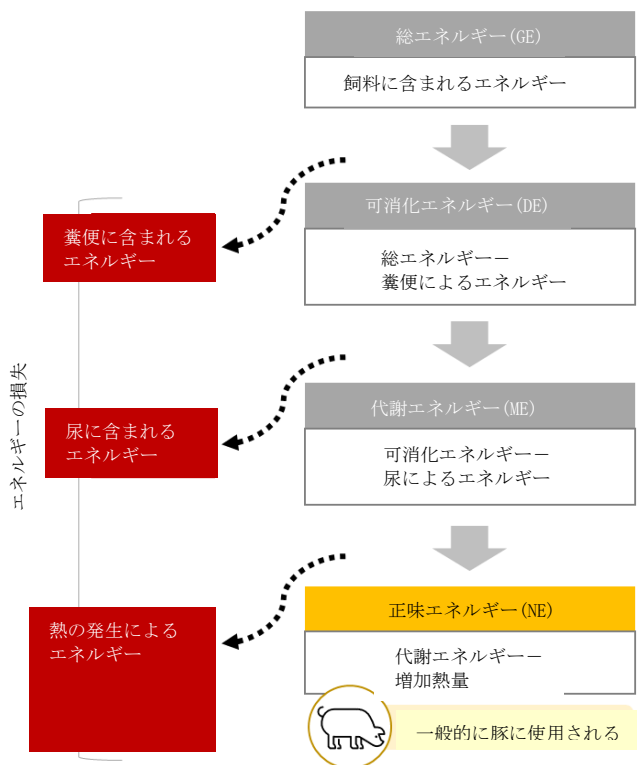 総エネルギー(GE)
飼料に含まれるエネルギー
可消化エネルギー(DE)
総エネルギー－
糞便によるエネルギー
糞便に含まれる
エネルギー
代謝エネルギー(ME)
可消化エネルギー－
尿によるエネルギー
尿に含まれる
エネルギー
エネルギーの損失
正味エネルギー(NE)
代謝エネルギー－
増加熱量
熱の発生による
エネルギー
一般的に豚に使用される